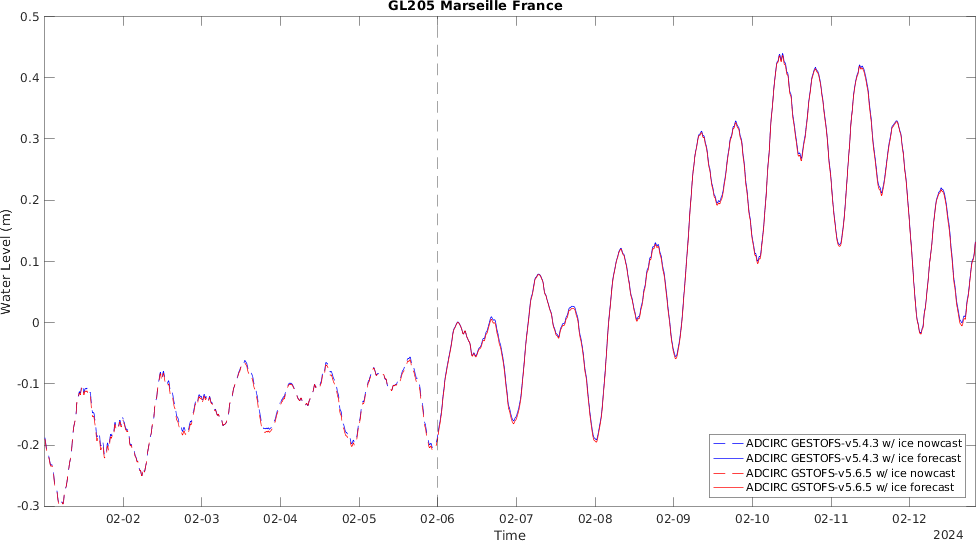 GL205 Marseille France
0.5
0.4
0.3
0.2
0.1
0
-0.1
-0.2
-0.3
Water Level (m)
02-02 02-03 02-04 02-05 02-06 02-07 02-08 02-09 02-10 02-11 02-12
Time
2024
ADCIRC GESTOFS-v5.4.3 w/ ice nowcast
ADCIRC GESTOFS-v5.4.3 w/ ice forecast
ADCIRC GSTOFS-v5.6.5 w/ ice nowcast
ADCIRC GSTOFS-v5.6.5 w/ ice forecast